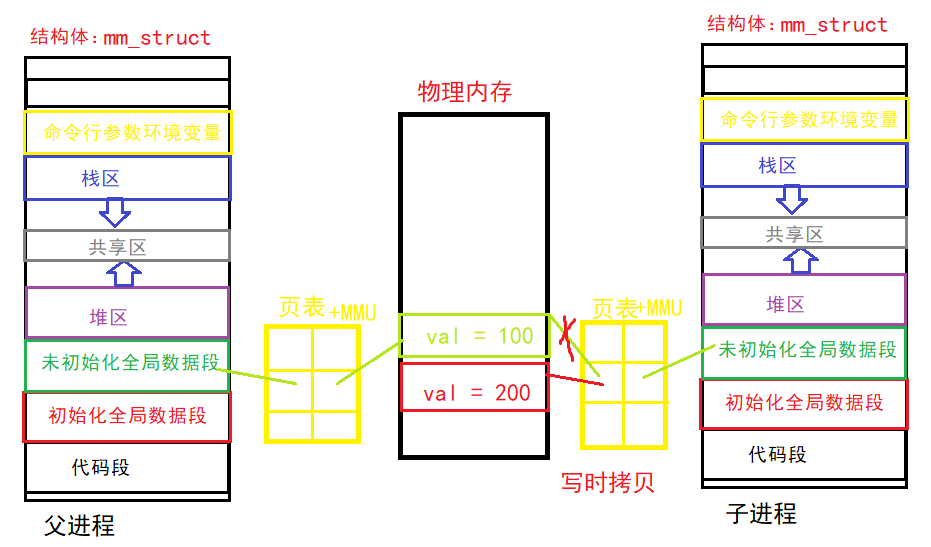 结构体：mm_struct
命令行参数环境变量
栈区
共享区
堆区
未初始化全局数据段
初始化全局数据段
代码段
父进程
页表+MMU
物理内存
val = 100
val = 200
页表+MMU
写时拷贝
结构体：mm_struct
命令行参数环境变量
栈区
共享区
堆区
未初始化全局数据段
初始化全局数据段
代码段
子进程